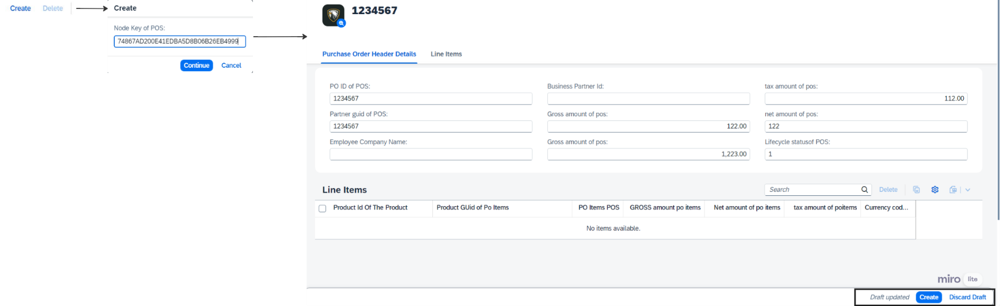 Create Delete
Create
Node Key of POS:
74867AD200E41EDBA5D8B06B26EB4999
Continue Cancel
1234567
Purchase Order Header Details Line Items
PO ID of POS: Business Partner Id: tax amount of pos:
1234567 112.00
Partner guid of POS: Gross amount of pos: net amount of pos:
1234567 122.00 122
Employee Company Name: Gross amount of pos: Lifecycle statusof POS:
1,223.00 1
Line Items Search Delete
Product Id Of The Product Product GUid of Po Items PO Items POS GROSS amount po items Net amount of po items tax amount of poitems Currency cod...
No items available.
miro lite
Draft updated Create Discard Draft